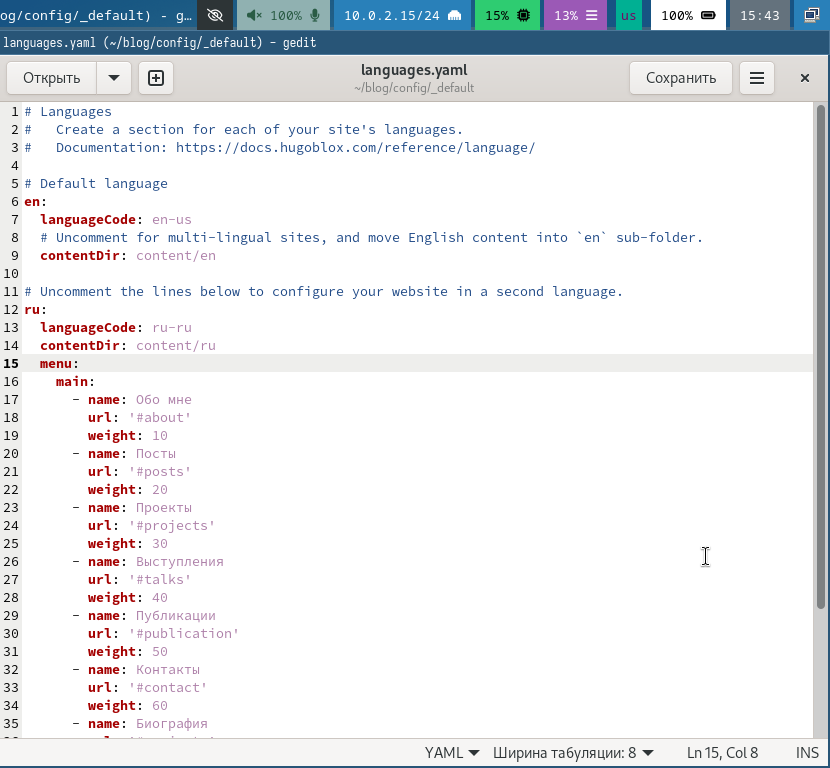 og/config/_default) - g… 100% 10.0.2.15/24 15% 13% us 100% 15:43
languages.yaml (~/blog/config/_default) - gedit
Открыть
languages.yaml
~/blog/config/_default
Сохранить
1 # Languages
2 #   Create a section for each of your site's languages.
3 #   Documentation: https://docs.hugoblox.com/reference/language/
4
5 # Default language
6 en:
7   languageCode: en-us
8   # Uncomment for multi-lingual sites, and move English content into `en` sub-folder.
9   contentDir: content/en
10
11 # Uncomment the lines below to configure your website in a second language.
12 ru:
13   languageCode: ru-ru
14   contentDir: content/ru
15   menu:
16     main:
17       - name: Обо мне
18         url: '#about'
19         weight: 10
20       - name: Посты
21         url: '#posts'
22         weight: 20
23       - name: Проекты
24         url: '#projects'
25         weight: 30
26       - name: Выступления
27         url: '#talks'
28         weight: 40
29       - name: Публикации
30         url: '#publication'
31         weight: 50
32       - name: Контакты
33         url: '#contact'
34         weight: 60
35       - name: Биография
YAML Ширина табуляции: 8 Ln 15, Col 8 INS